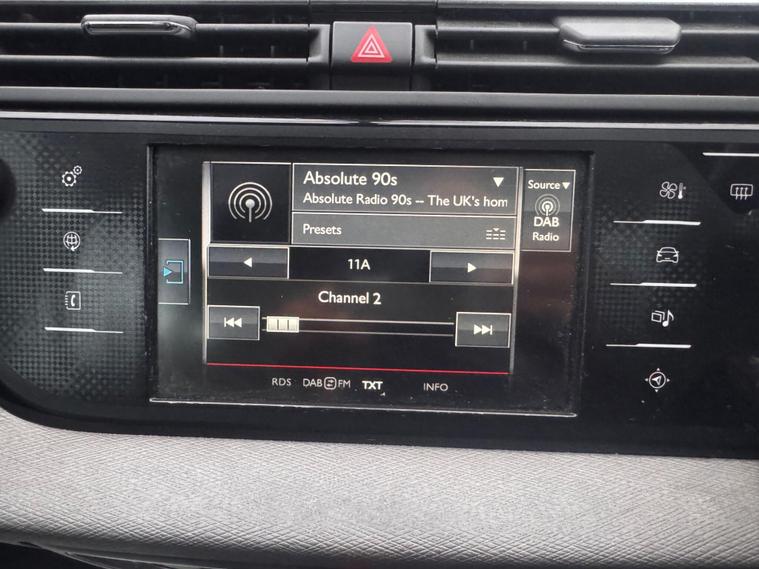 Absolute 90s
Absolute Radio 90s -- The UK's hom
Source
DAB
Radio
Presets
11A
Channel 2
RDS DAB FM TXT INFO